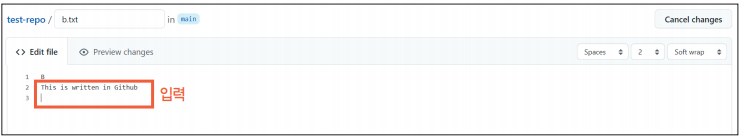 test-repo / b.txt in main Cancel changes
<> Edit file Preview changes Spaces 2 Soft wrap
1 B
2 This is written in Github
3
입력